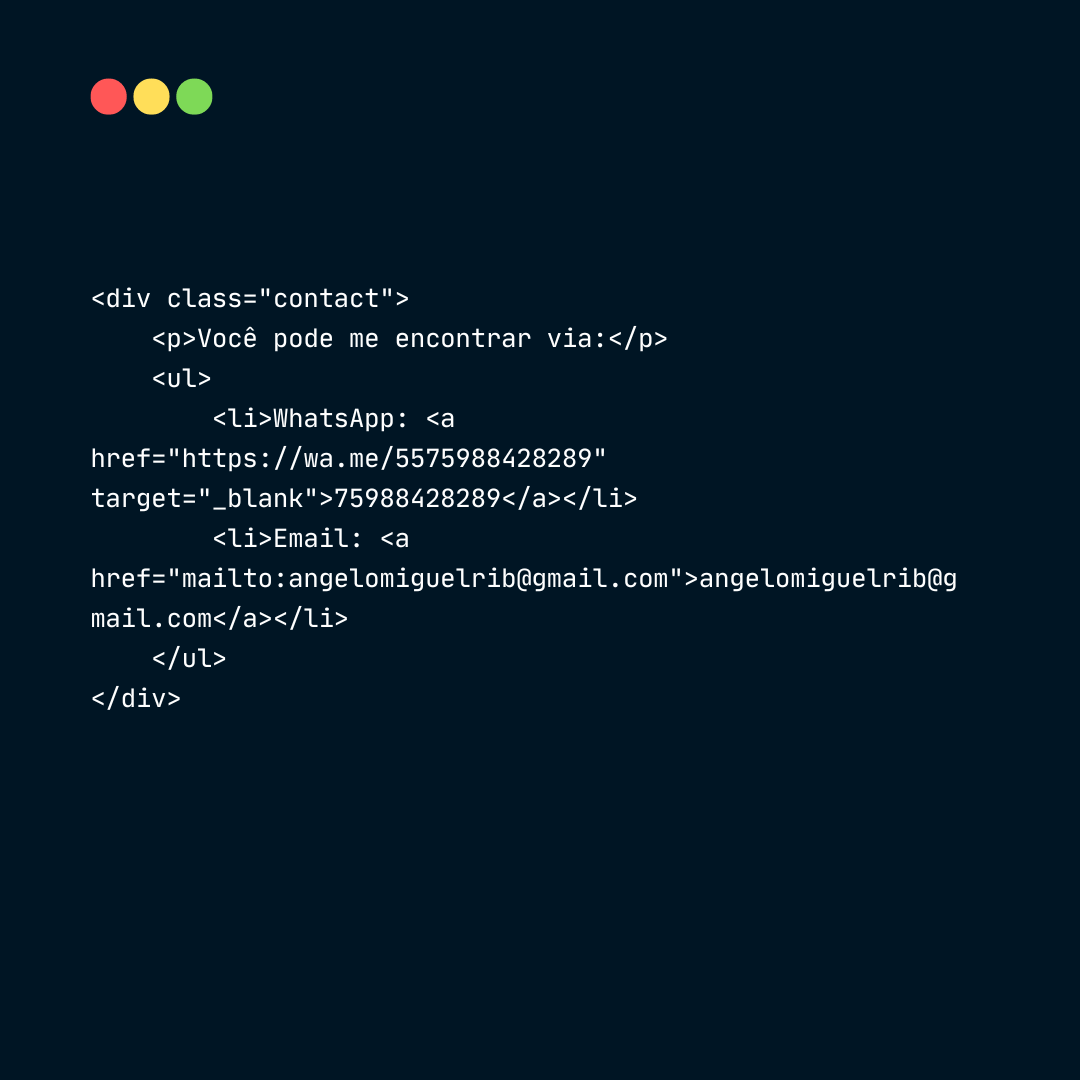 <div class="contact">
    <p>Você pode me encontrar via:</p>
    <ul>
        <li>WhatsApp: <a
href="https://wa.me/5575988428289"
target="_blank">75988428289</a></li>
        <li>Email: <a
href="mailto:angelomiguelrib@gmail.com">angelomiguelrib@g
mail.com</a></li>
    </ul>
</div>